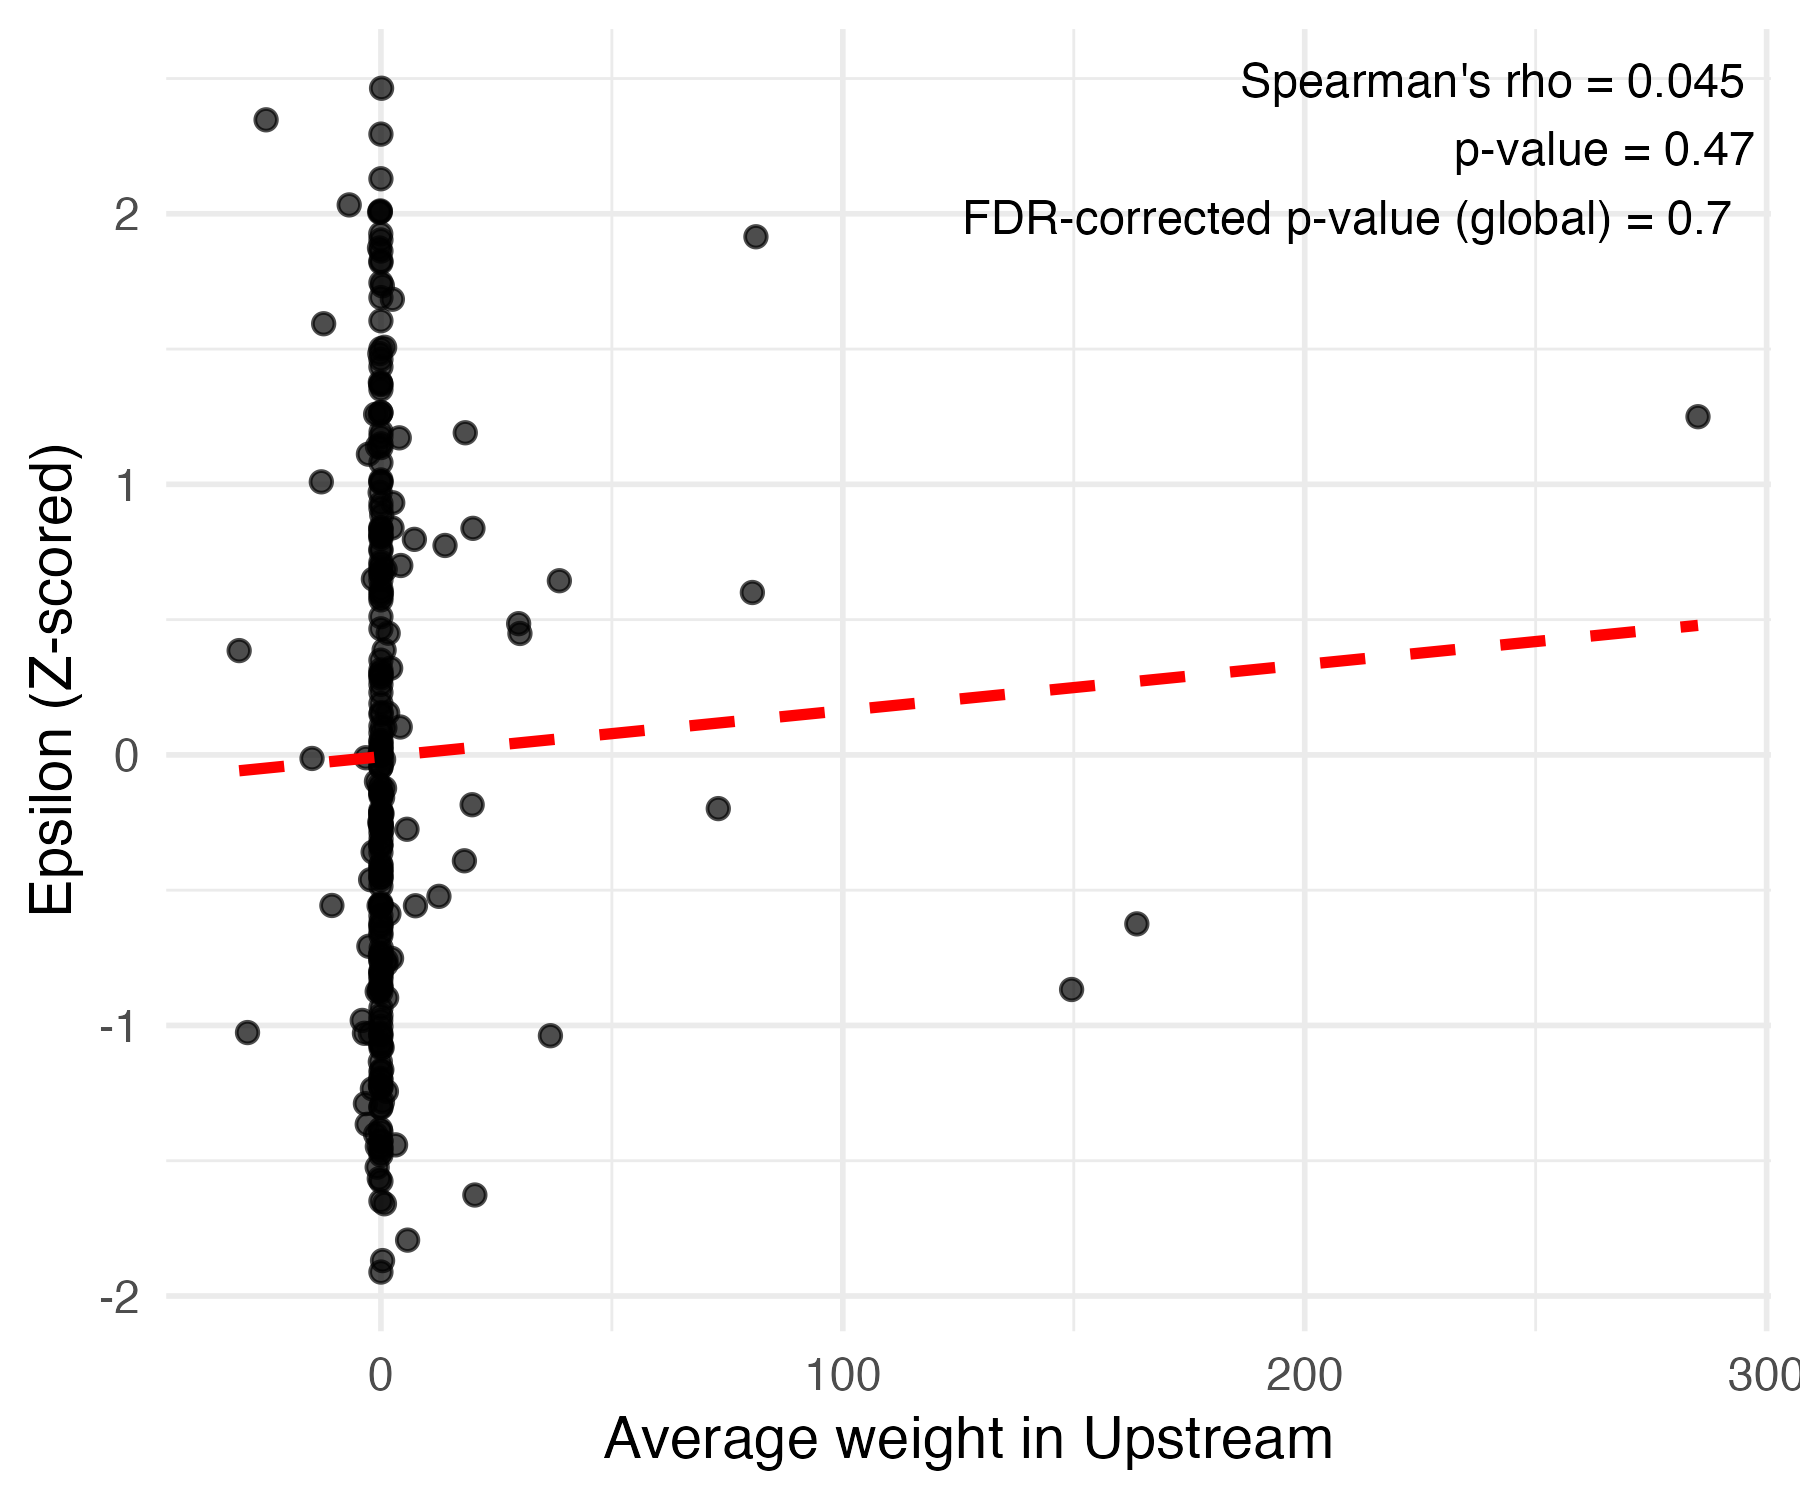 Spearman's rho = 0.045
p-value = 0.47
FDR-corrected p-value (global) = 0.7
2
1
0
-1
-2
Epsilon (Z-scored)
0 100 200 300
Average weight in Upstream